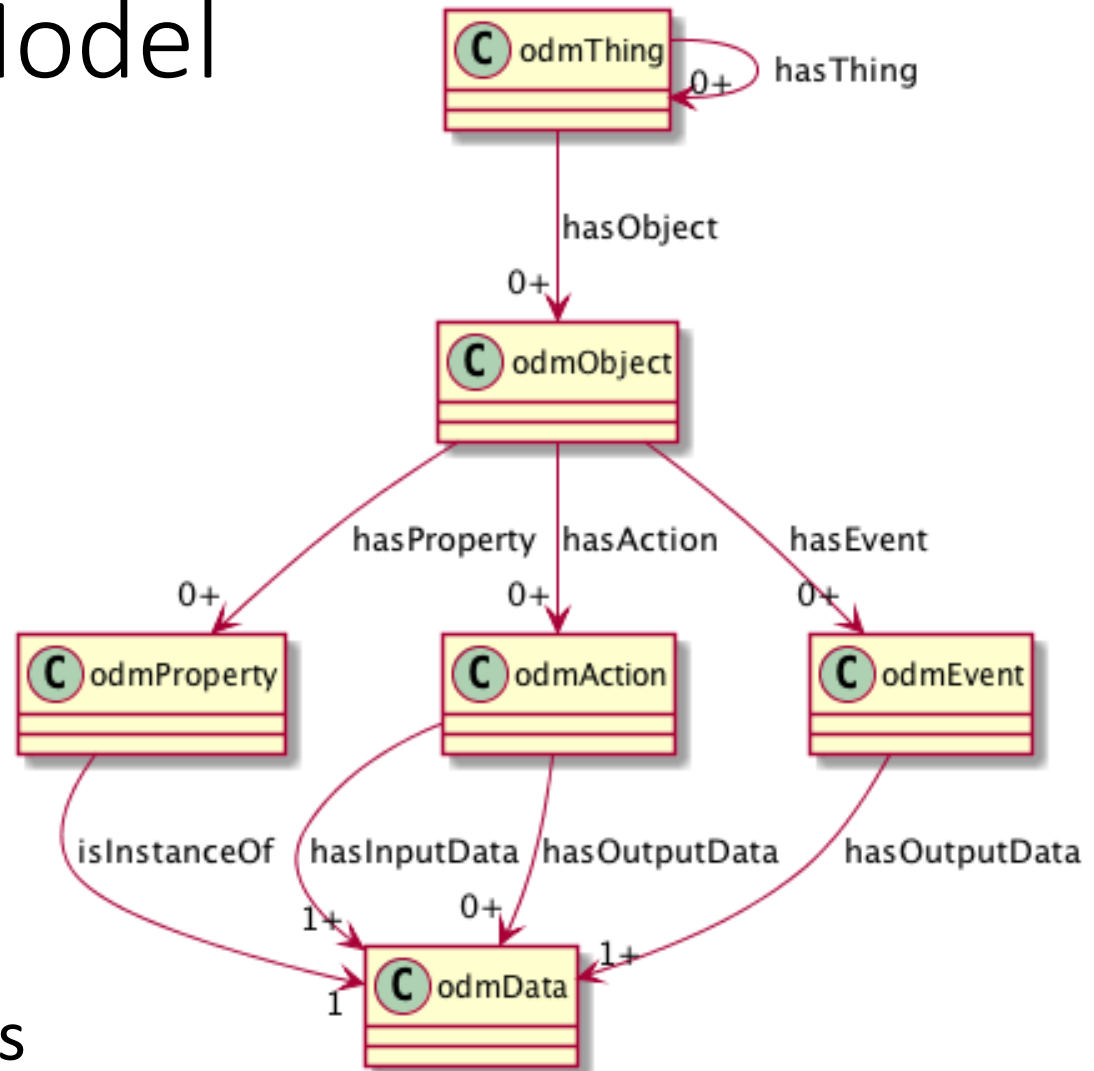 lodel
C odmThing
0+
hasThing
hasObject
0+
C odmObject
hasProperty
hasAction
hasEvent
0+
0+
0+
C odmProperty
C odmAction
C odmEvent
isInstanceOf
hasInputData
hasOutputData
hasOutputData
1+
0+
1+
C odmData
1
s